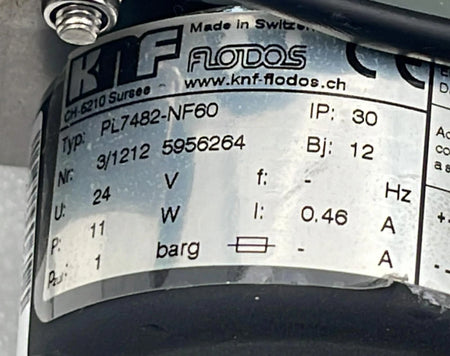 KNF Made in Switzer
FLODOS
CH-6210 Sursee www.knf-flodos.ch
Typ: PL7482-NF60 IP: 30
Nr: 3/1212 5956264 Bj: 12
U: 24 V f: - Hz
P: 11 W I: 0.46 A
1 barg - A